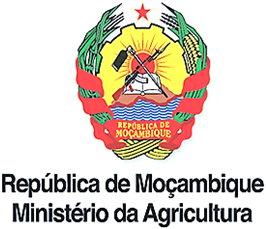 REPÚBLICA DE
MOÇAMBIQUE
República de Moçambique
Ministério da Agricultura